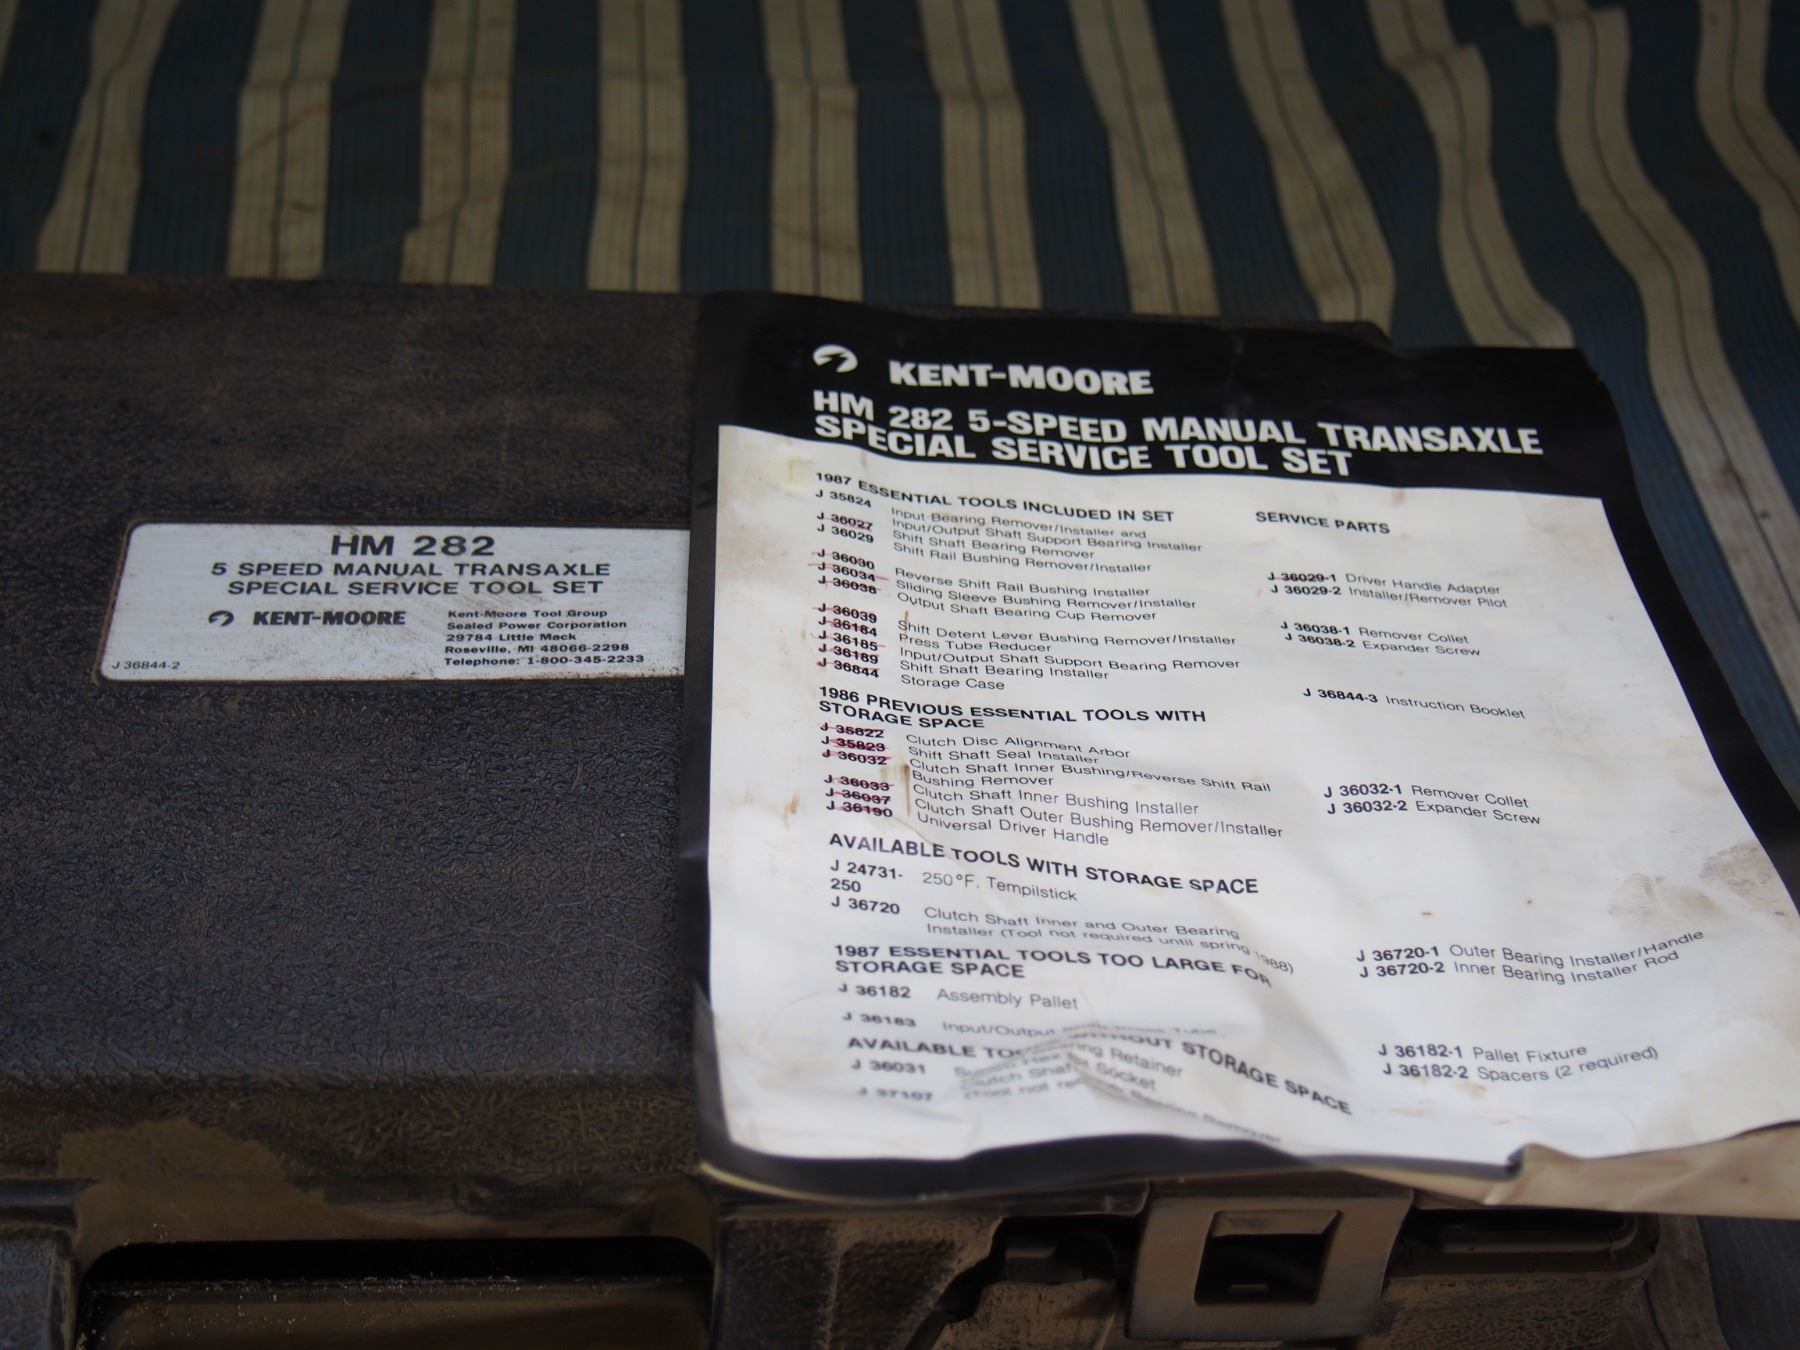 HM 282
5 SPEED MANUAL TRANSAXLE
SPECIAL SERVICE TOOL SET
KENT-MOORE
Kent-Moore Tool Group
Sealed Power Corporation
29784 Little Mack
Roseville, MI 48066-2298
Telephone: 1-800-345-2233
J 36844-2
KENT-MOORE
HM 282 5-SPEED MANUAL TRANSAXLE
SPECIAL SERVICE TOOL SET
1987 ESSENTIAL TOOLS INCLUDED IN SET
SERVICE PARTS
J 35824 Input Bearing Remover/Installer and
Input/Output Shaft Support Bearing Installer
J 36027 Shift Shaft Bearing Remover
J 36029 Shift Rail Bushing Remover/Installer
J 36029-1 Driver Handle Adapter
J 36029-2 Installer/Remover Pilot
J 36030 Reverse Shift Rail Bushing Installer
J 36034 Sliding Sleeve Bushing Remover/Installer
J 36038 Output Shaft Bearing Cup Remover
J 36038-1 Remover Collet
J 36038-2 Expander Screw
J 36039 Shift Detent Lever Bushing Remover/Installer
J 36184 Press Tube Reducer
J 36185 Input/Output Shaft Support Bearing Remover
J 36189 Shift Shaft Bearing Installer
J 36844 Storage Case
J 36844-3 Instruction Booklet
1986 PREVIOUS ESSENTIAL TOOLS WITH
STORAGE SPACE
J 35822 Clutch Disc Alignment Arbor
J 35823 Shift Shaft Seal Installer
J 36032 Clutch Shaft Inner Bushing/Reverse Shift Rail
Bushing Remover
J 36032-1 Remover Collet
J 36032-2 Expander Screw
J 36033 Clutch Shaft Inner Bushing Installer
J 36037 Clutch Shaft Outer Bushing Remover/Installer
J 36190 Universal Driver Handle
AVAILABLE TOOLS WITH STORAGE SPACE
J 24731-
250 250°F. Tempilstick
J 36720 Clutch Shaft Inner and Outer Bearing
Installer (Tool not required until spring 1988)
J 36720-1 Outer Bearing Installer/Handle
J 36720-2 Inner Bearing Installer Rod
1987 ESSENTIAL TOOLS TOO LARGE FOR
STORAGE SPACE
J 36182 Assembly Pallet
J 36182-1 Pallet Fixture
J 36182-2 Spacers (2 required)
J 36183 Input/Output
AVAILABLE WITHOUT STORAGE SPACE
J 36031 Retainer
Socket
J 37107 Clutch Shaft
(Tool not